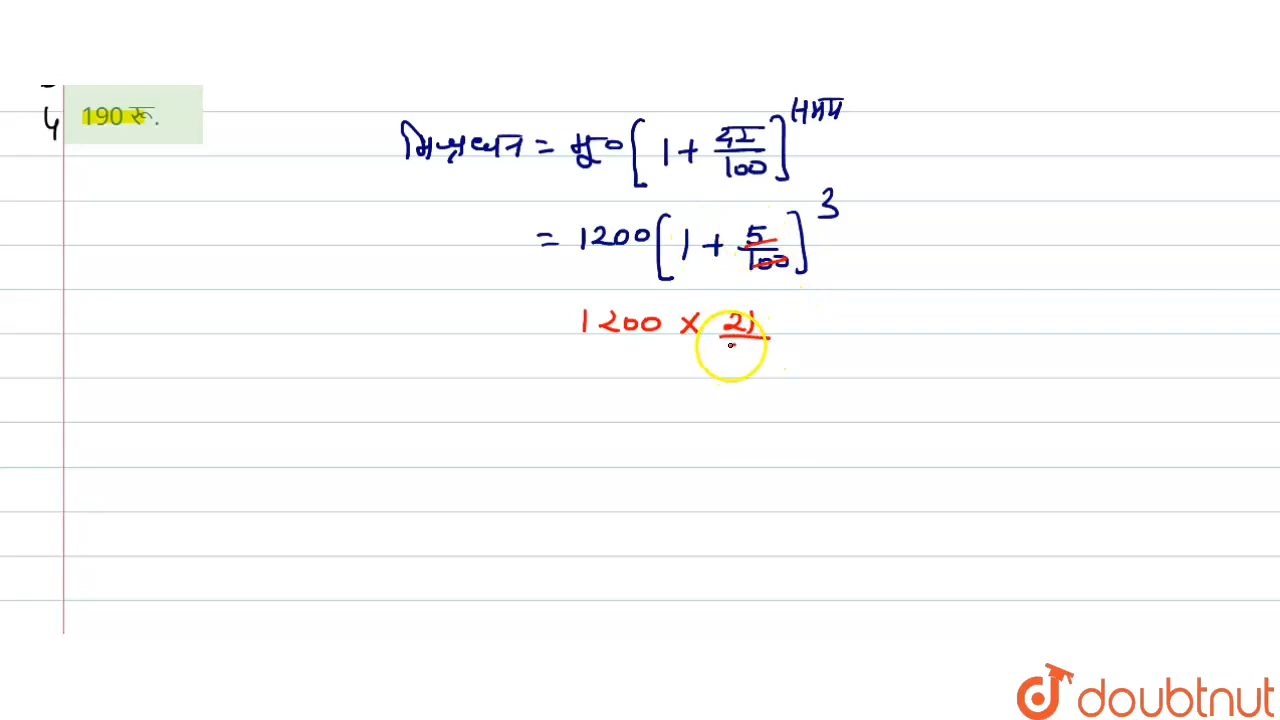 4 190 रू.
मिश्रधन = मू० [ 1 + दर/100 ]^समय
= 1200 [ 1 + 5/100 ]^3
1200 × 21
doubtnut